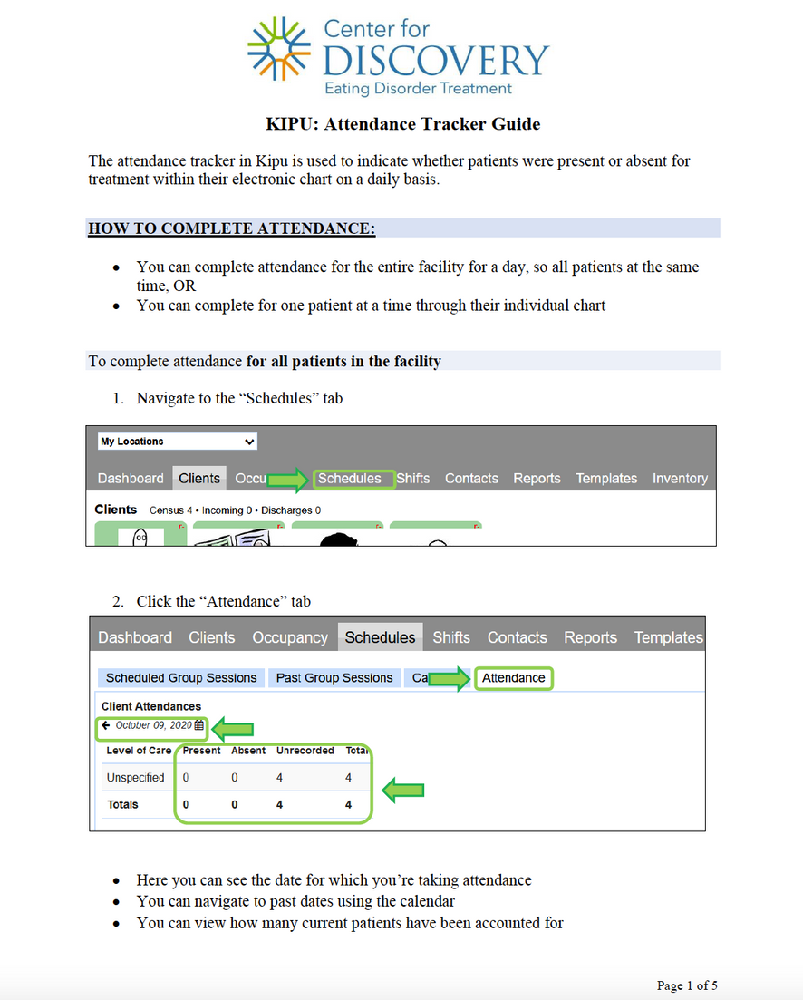 Center for
DISCOVERY
Eating Disorder Treatment
KIPU: Attendance Tracker Guide
The attendance tracker in Kipu is used to indicate whether patients were present or absent for
treatment within their electronic chart on a daily basis.
HOW TO COMPLETE ATTENDANCE:
• You can complete attendance for the entire facility for a day, so all patients at the same
time, OR
• You can complete for one patient at a time through their individual chart
To complete attendance for all patients in the facility
1. Navigate to the “Schedules” tab
My Locations
Dashboard Clients Occu Schedules Shifts Contacts Reports Templates Inventory
Clients Census 4 • Incoming 0 • Discharges 0
2. Click the “Attendance” tab
Dashboard Clients Occupancy Schedules Shifts Contacts Reports Templates
Scheduled Group Sessions Past Group Sessions Ca Attendance
Client Attendances
October 09, 2020
Level of Care Present Absent Unrecorded Total
Unspecified 0 0 4 4
Totals 0 0 4 4
• Here you can see the date for which you’re taking attendance
• You can navigate to past dates using the calendar
• You can view how many current patients have been accounted for
Page 1 of 5